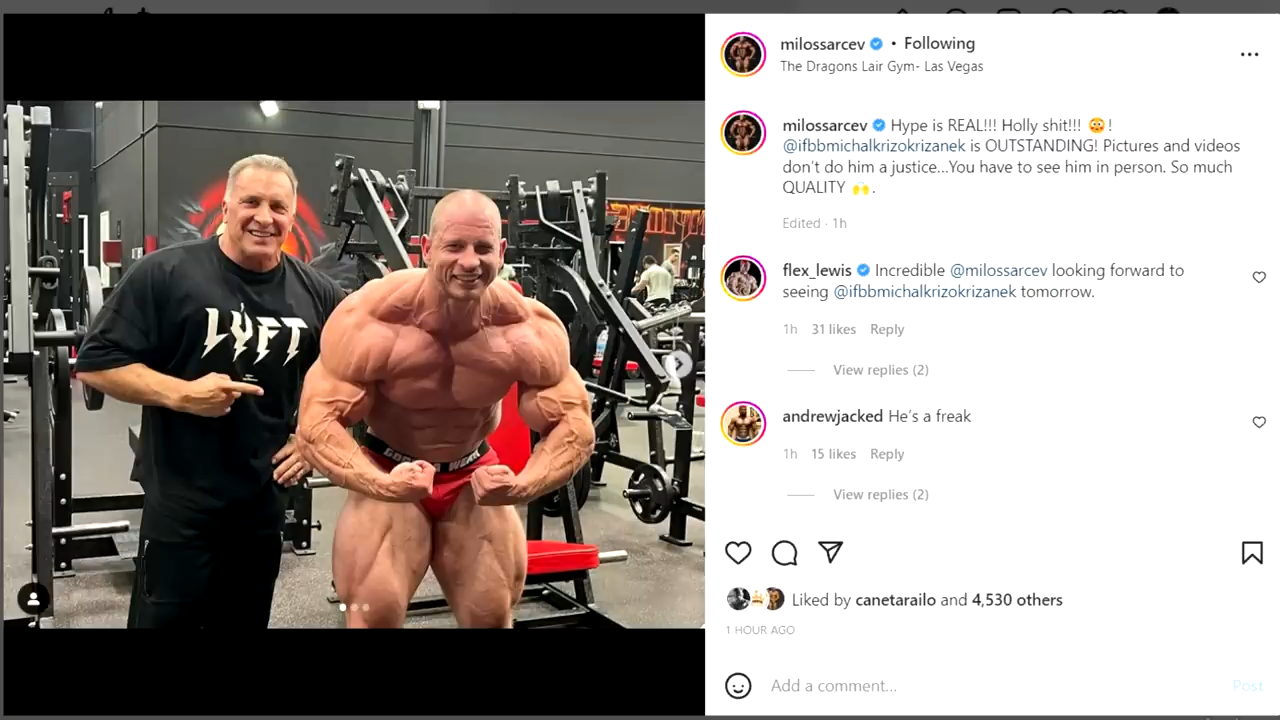 milossarcev • Following
The Dragons Lair Gym- Las Vegas
milossarcev Hype is REAL!!! Holly shit!!! 😳!
@ifbbmichalkrizokrizanek is OUTSTANDING! Pictures and videos
don't do him a justice...You have to see him in person. So much
QUALITY 🙌.
Edited · 1h
flex_lewis Incredible @milossarcev looking forward to
seeing @ifbbmichalkrizokrizanek tomorrow.
1h 31 likes Reply
View replies (2)
andrewjacked He's a freak
1h 15 likes Reply
View replies (2)
Liked by canetarailo and 4,530 others
1 HOUR AGO
Add a comment...
Post
LYFT